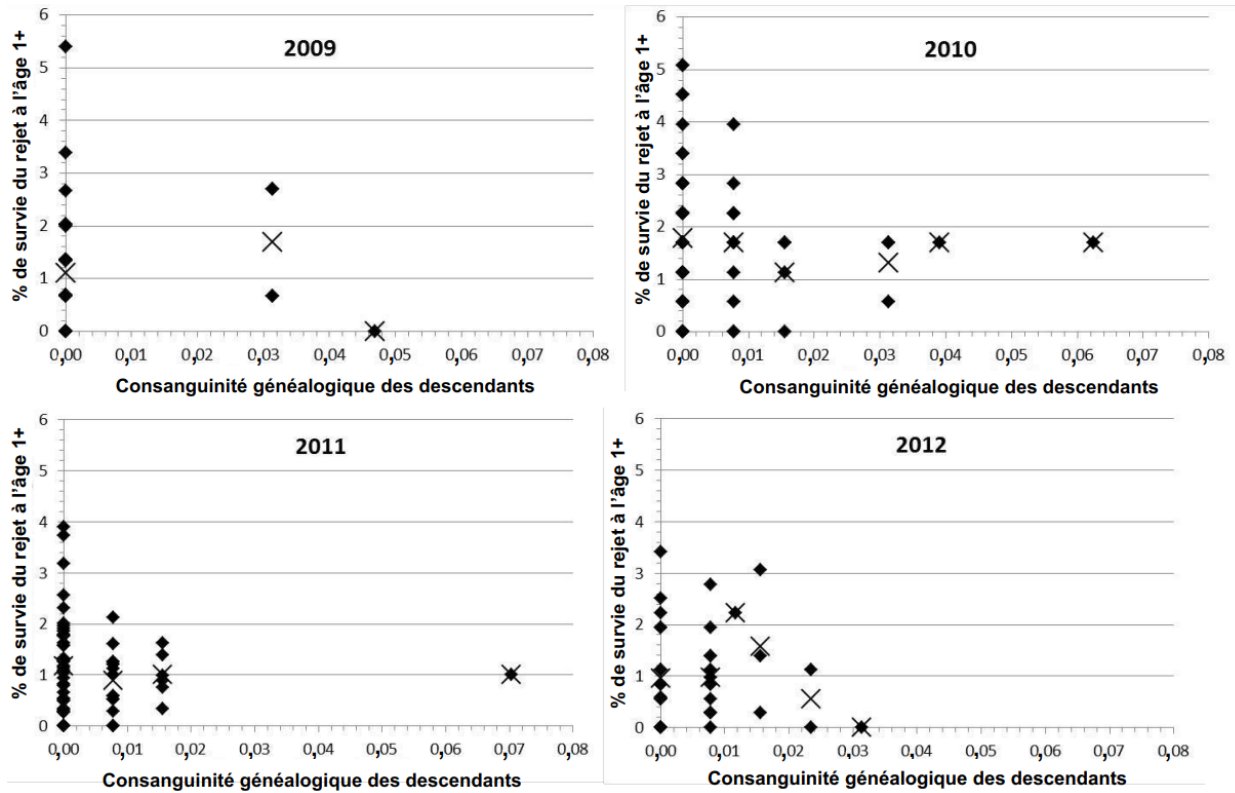 2009
% de survie du rejet à l'âge 1+
6
5
4
3
2
1
0
0,00 0,01 0,02 0,03 0,04 0,05 0,06 0,07 0,08
Consanguinité généalogique des descendants
2010
% de survie du rejet à l'âge 1+
6
5
4
3
2
1
0
0,00 0,01 0,02 0,03 0,04 0,05 0,06 0,07 0,08
Consanguinité généalogique des descendants
2011
% de survie du rejet à l'âge 1+
6
5
4
3
2
1
0
0,00 0,01 0,02 0,03 0,04 0,05 0,06 0,07 0,08
Consanguinité généalogique des descendants
2012
% de survie du rejet à l'âge 1+
6
5
4
3
2
1
0
0,00 0,01 0,02 0,03 0,04 0,05 0,06 0,07 0,08
Consanguinité généalogique des descendants